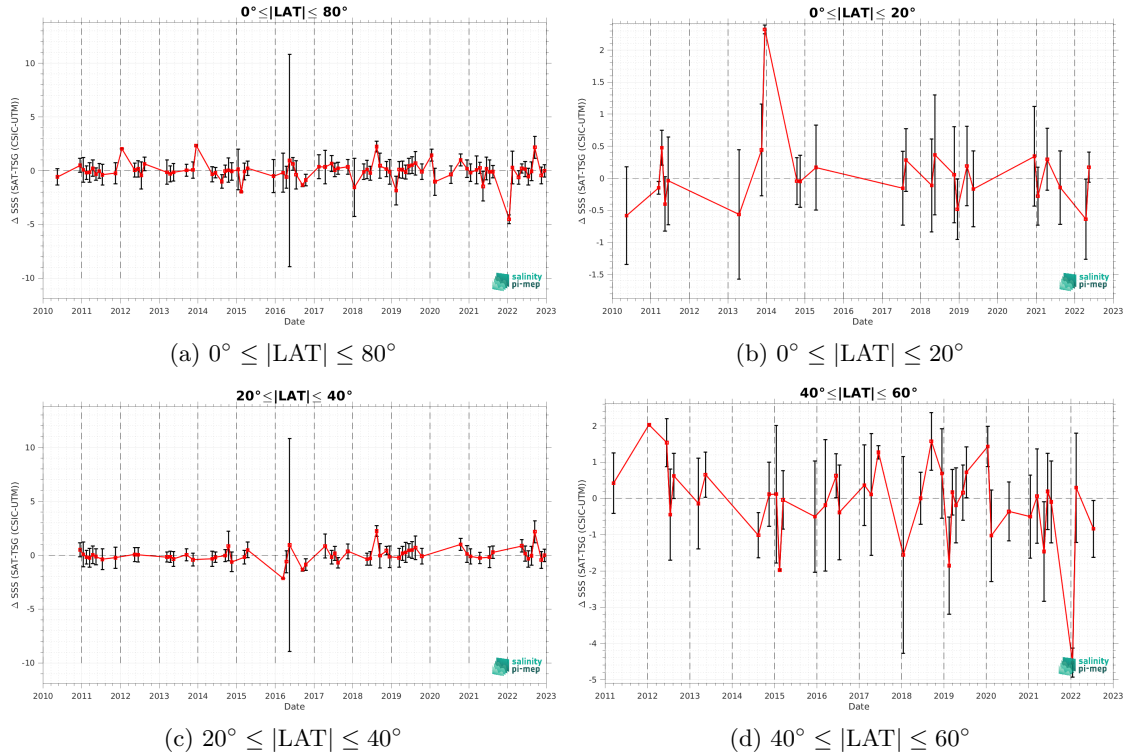 0°≤|LAT|≤ 80°
Δ SSS (SAT-TSG (CSIC-UTM))
10
5
0
-5
-10
2010 2011 2012 2013 2014 2015 2016 2017 2018 2019 2020 2021 2022 2023
Date
salinity
pi-mep
(a) 0° ≤ |LAT| ≤ 80°
0°≤|LAT|≤ 20°
Δ SSS (SAT-TSG (CSIC-UTM))
2
1.5
1
0.5
0
-0.5
-1
-1.5
2010 2011 2012 2013 2014 2015 2016 2017 2018 2019 2020 2021 2022 2023
Date
salinity
pi-mep
(b) 0° ≤ |LAT| ≤ 20°
20°≤|LAT|≤ 40°
Δ SSS (SAT-TSG (CSIC-UTM))
10
5
0
-5
-10
2010 2011 2012 2013 2014 2015 2016 2017 2018 2019 2020 2021 2022 2023
Date
salinity
pi-mep
(c) 20° ≤ |LAT| ≤ 40°
40°≤|LAT|≤ 60°
Δ SSS (SAT-TSG (CSIC-UTM))
2
1
0
-1
-2
-3
-4
-5
2011 2012 2013 2014 2015 2016 2017 2018 2019 2020 2021 2022 2023
Date
salinity
pi-mep
(d) 40° ≤ |LAT| ≤ 60°